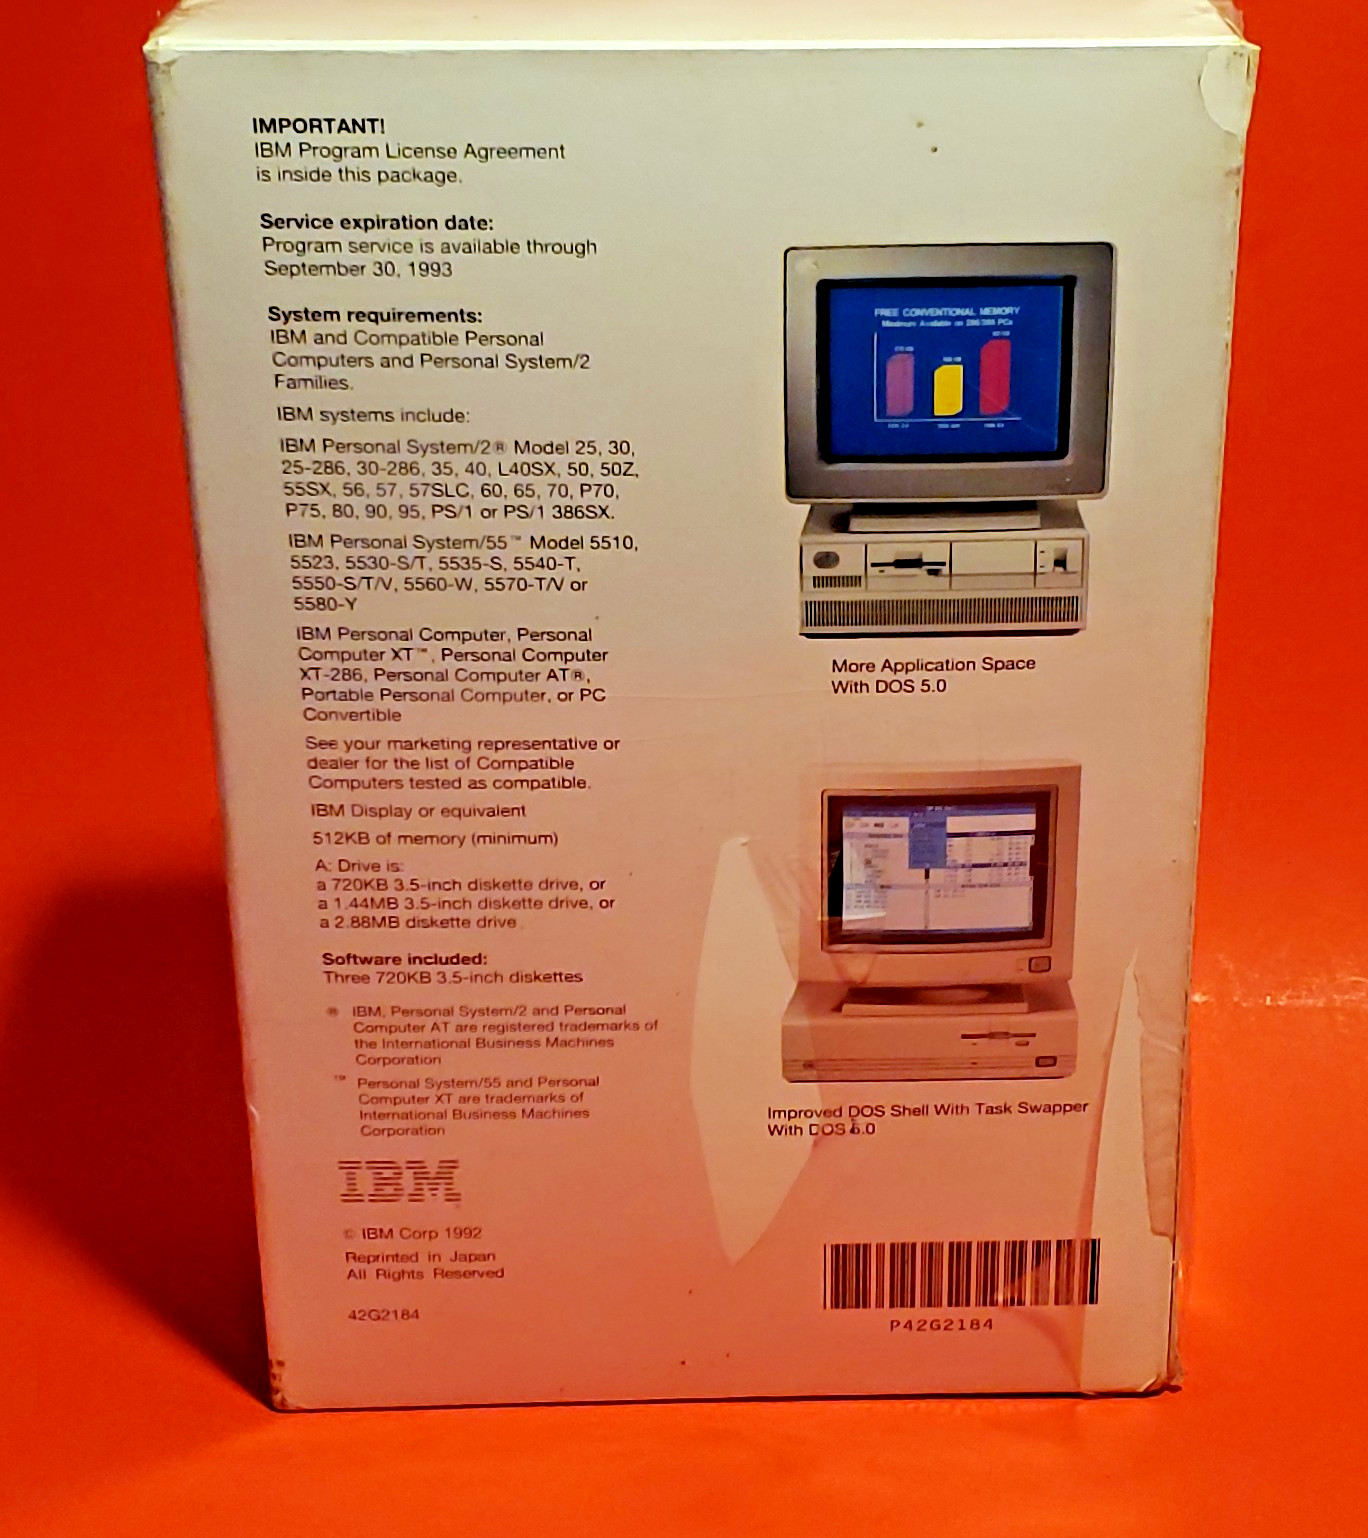 IMPORTANT!
IBM Program License Agreement
is inside this package.
Service expiration date:
Program service is available through
September 30, 1993
System requirements:
IBM and Compatible Personal
Computers and Personal System/2
Families.
IBM systems include:
IBM Personal System/2® Model 25, 30,
25-286, 30-286, 35, 40, L40SX, 50, 50Z,
55SX, 56, 57, 57SLC, 60, 65, 70, P70,
P75, 80, 90, 95, PS/1 or PS/1 386SX.
IBM Personal System/55™ Model 5510,
5523, 5530-S/T, 5535-S, 5540-T,
5550-S/T/V, 5560-W, 5570-T/V or
5580-Y
IBM Personal Computer, Personal
Computer XT™, Personal Computer
XT-286, Personal Computer AT®,
Portable Personal Computer, or PC
Convertible
See your marketing representative or
dealer for the list of Compatible
Computers tested as compatible.
IBM Display or equivalent
512KB of memory (minimum)
A: Drive is:
a 720KB 3.5-inch diskette drive, or
a 1.44MB 3.5-inch diskette drive, or
a 2.88MB diskette drive
Software included:
Three 720KB 3.5-inch diskettes
® IBM, Personal System/2 and Personal
Computer AT are registered trademarks of
the International Business Machines
Corporation
™ Personal System/55 and Personal
Computer XT are trademarks of
International Business Machines
Corporation
IBM
© IBM Corp 1992
Reprinted in Japan
All Rights Reserved
42G2184
FREE CONVENTIONAL MEMORY
Maximum Available on 286/386 PCs
More Application Space
With DOS 5.0
Improved DOS Shell With Task Swapper
With DOS 5.0
P42G2184